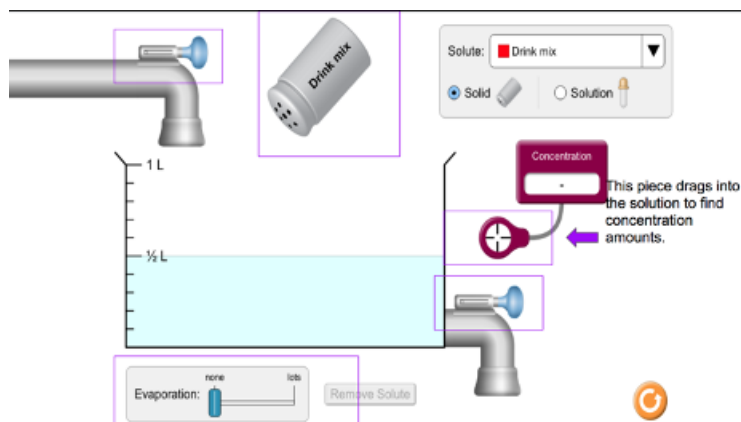 Drink mix
Solute: Drink mix
Solid Solution
Concentration
-
This piece drags into
the solution to find
concentration
amounts.
1 L
½ L
none lots
Evaporation:
Remove Solute